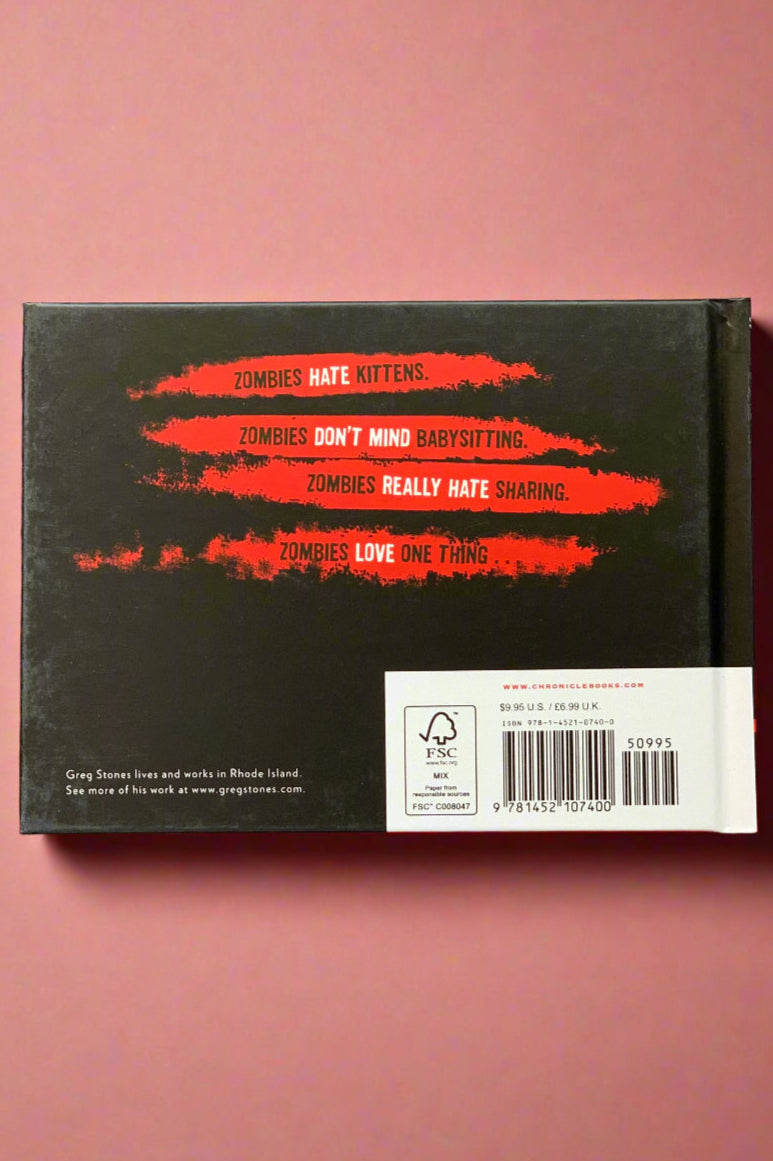 ZOMBIES HATE KITTENS.
ZOMBIES DON'T MIND BABYSITTING.
ZOMBIES REALLY HATE SHARING.
ZOMBIES LOVE ONE THING . . .
Greg Stones lives and works in Rhode Island.
See more of his work at www.gregstones.com.
WWW.CHRONICLEBOOKS.COM
$9.95 U.S. / £6.99 U.K.
ISBN 978-1-4521-0740-0
50995
9 781452 107400
™
FSC
www.fsc.org
MIX
Paper from
responsible sources
FSC™ C008047